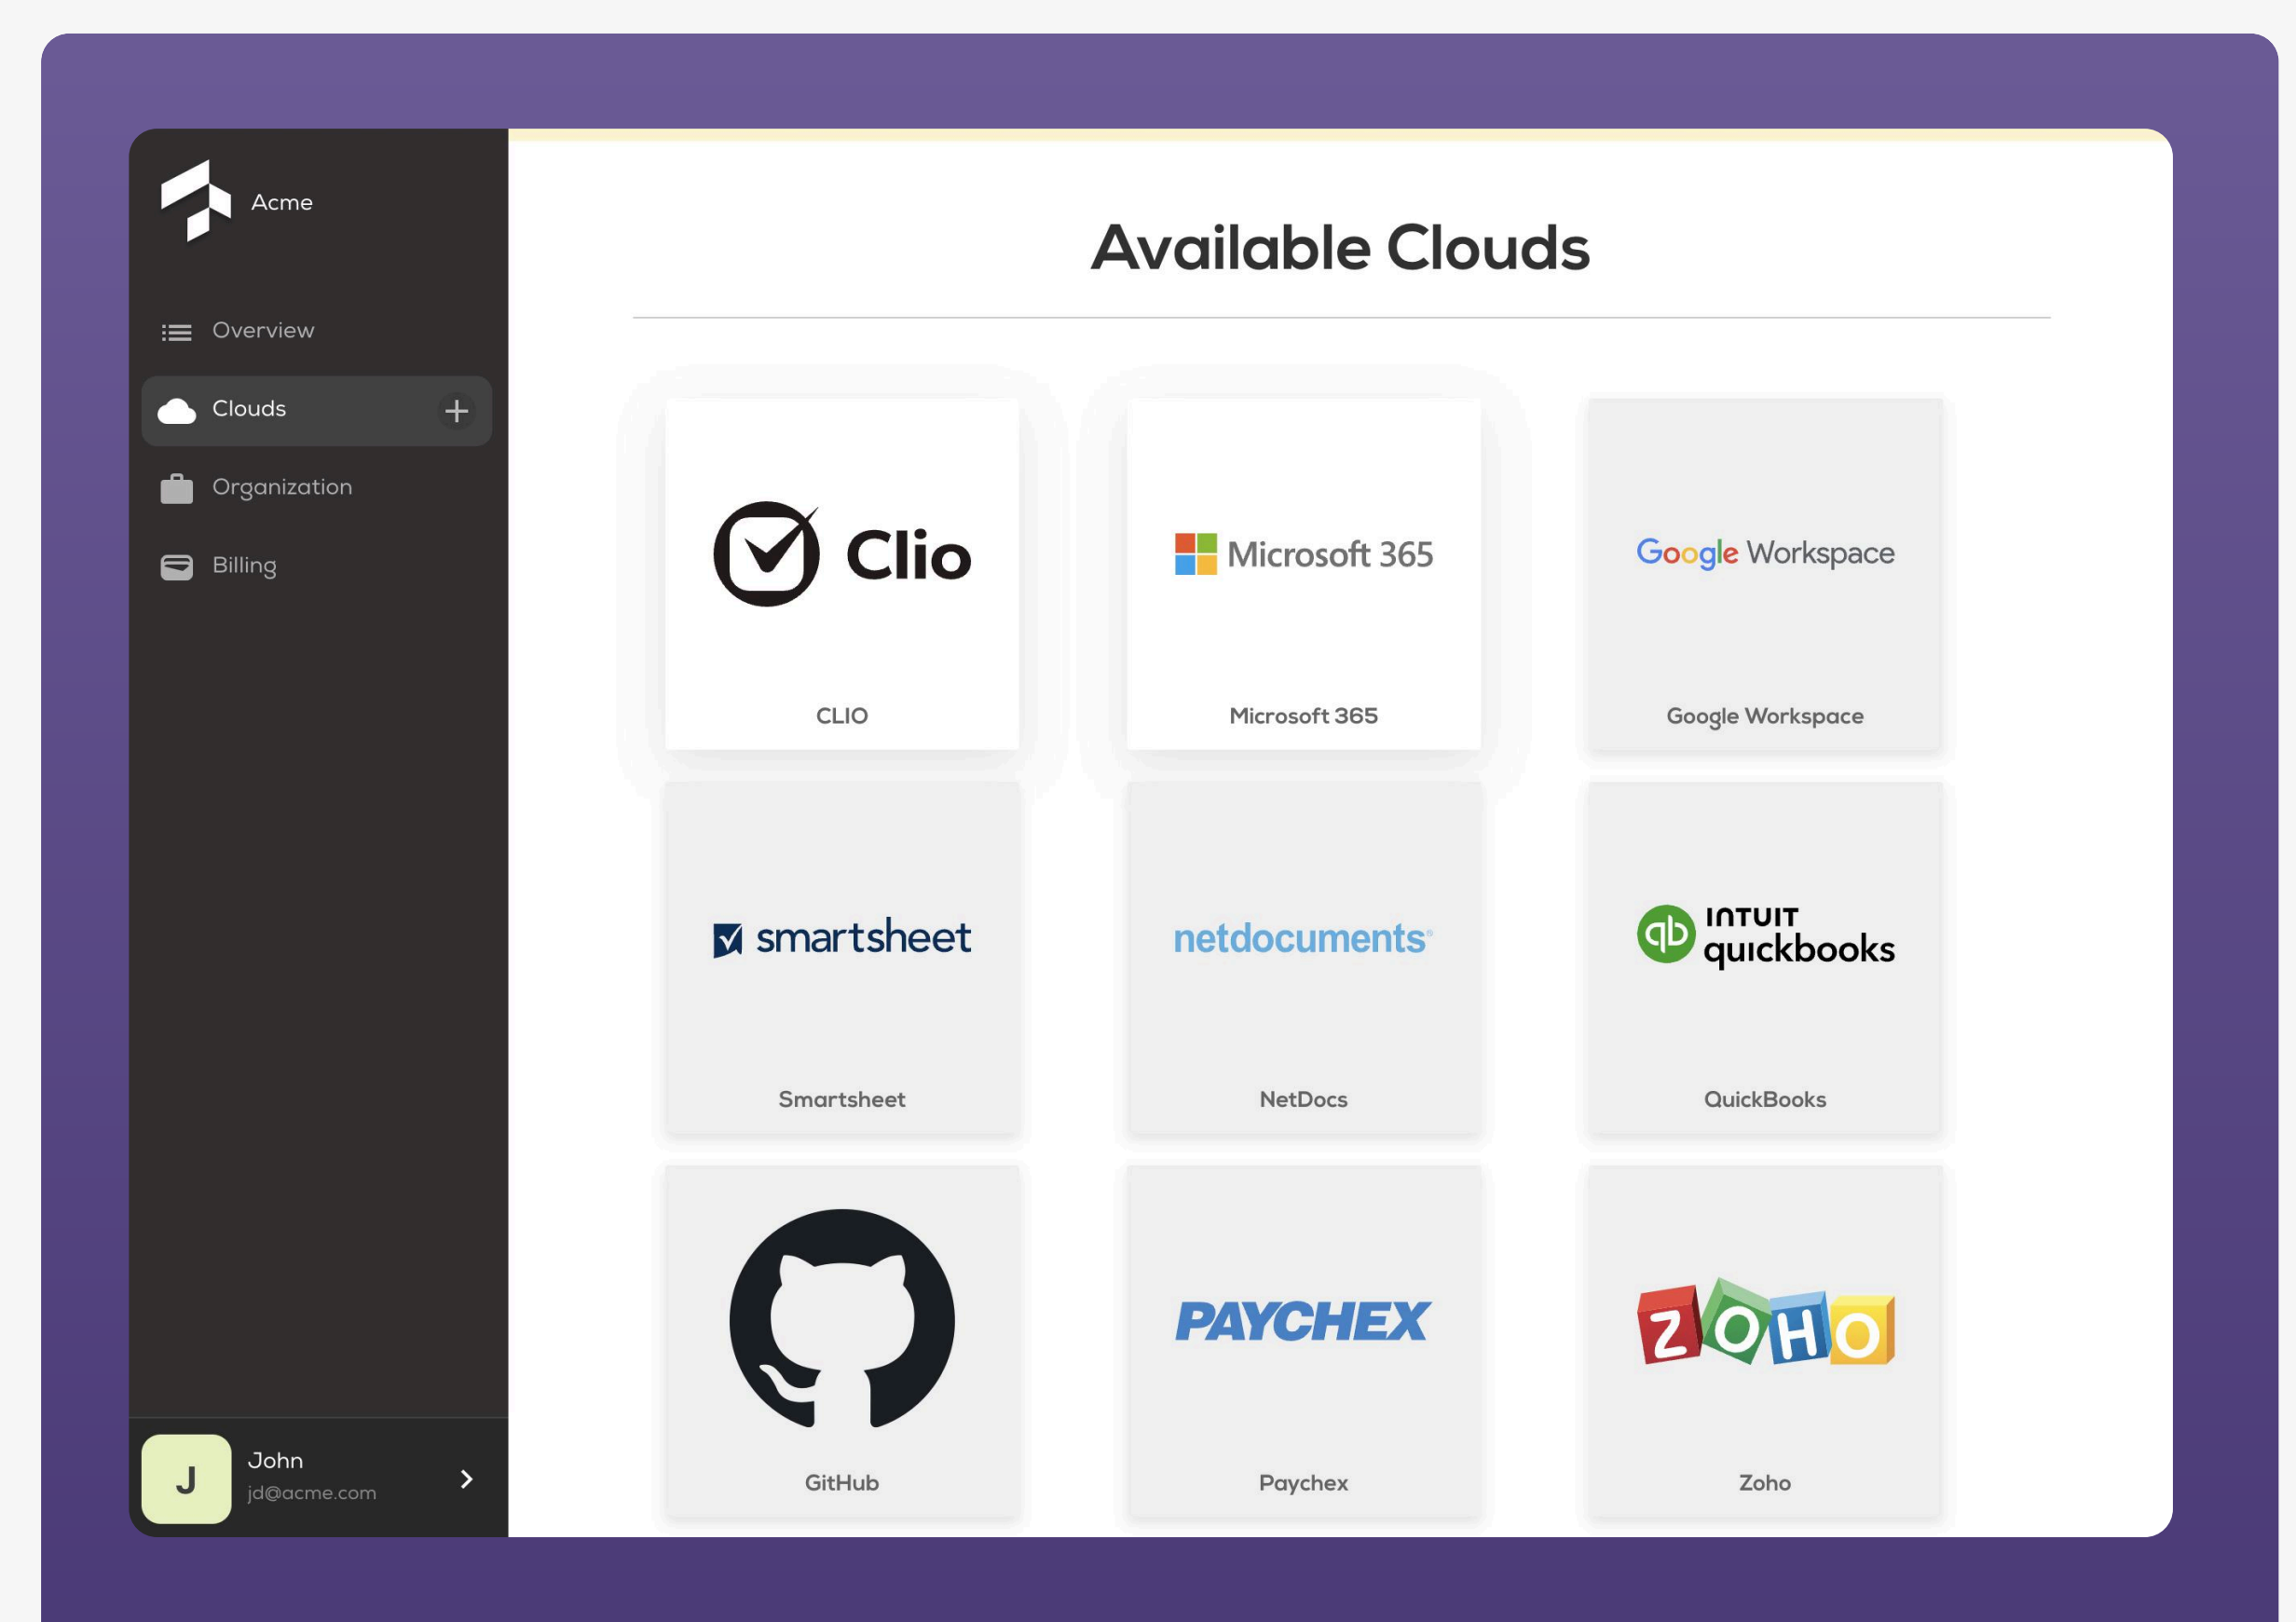 Acme
Overview
Clouds
Organization
Billing
John
jd@acme.com
J
Available Clouds
Clio
CLIO
Microsoft 365
Microsoft 365
Google Workspace
Google Workspace
smartsheet
Smartsheet
netdocuments
NetDocs
qb INTUIT
quickbooks
QuickBooks
GitHub
PAYCHEX
Paychex
ZOHO
Zoho